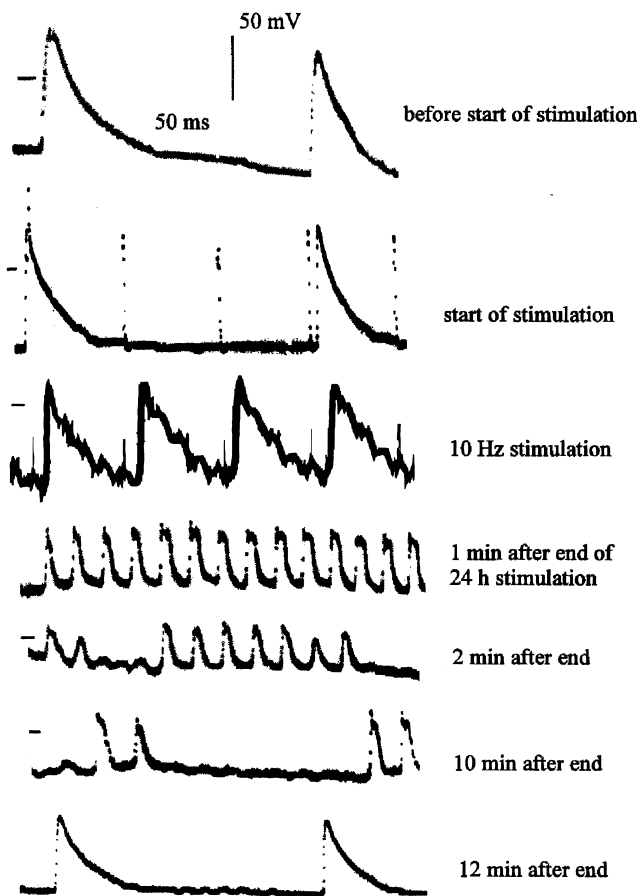 50 mV
50 ms
before start of stimulation
start of stimulation
10 Hz stimulation
1 min after end of
24 h stimulation
2 min after end
10 min after end
12 min after end